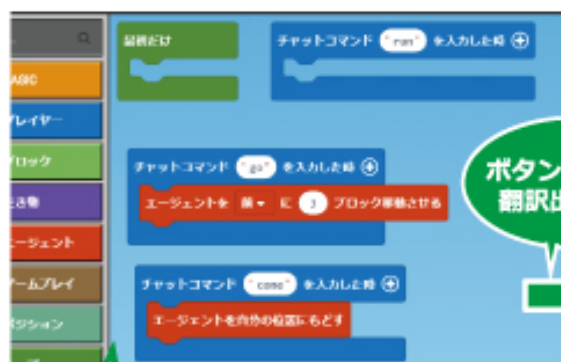 最初だけ
チャットコマンド "run" を入力した時
チャットコマンド "go" を入力した時
エージェントを 前 に ブロック移動させる
チャットコマンド "come" を入力した時
エージェントを自分の位置にもどす
ASIC
レイヤー
ロック
き物
ージェント
ームプレイ
ジション
ボタン
翻訳出